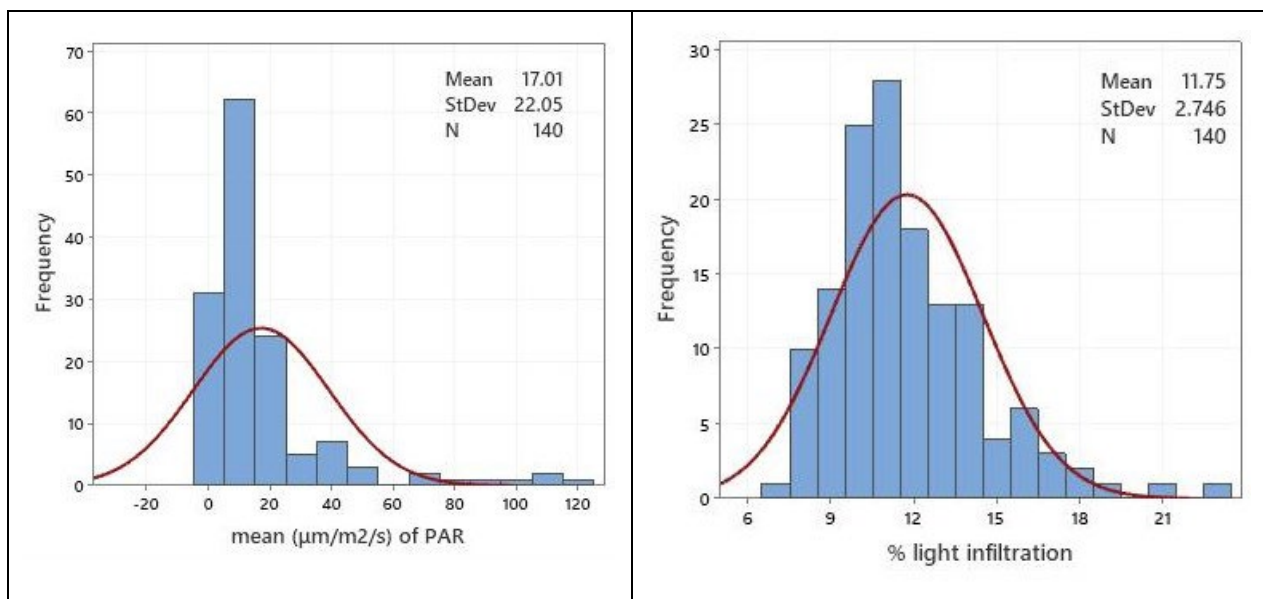 70
60
50
40
30
20
10
0
Frequency
Mean 17.01
StDev 22.05
N 140
-20 0 20 40 60 80 100 120
mean (μm/m2/s) of PAR
30
25
20
15
10
5
0
Frequency
Mean 11.75
StDev 2.746
N 140
6 9 12 15 18 21
% light infiltration